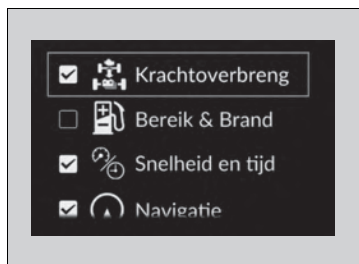 Krachtoverbreng
Bereik & Brand
Snelheid en tijd
Navigatie